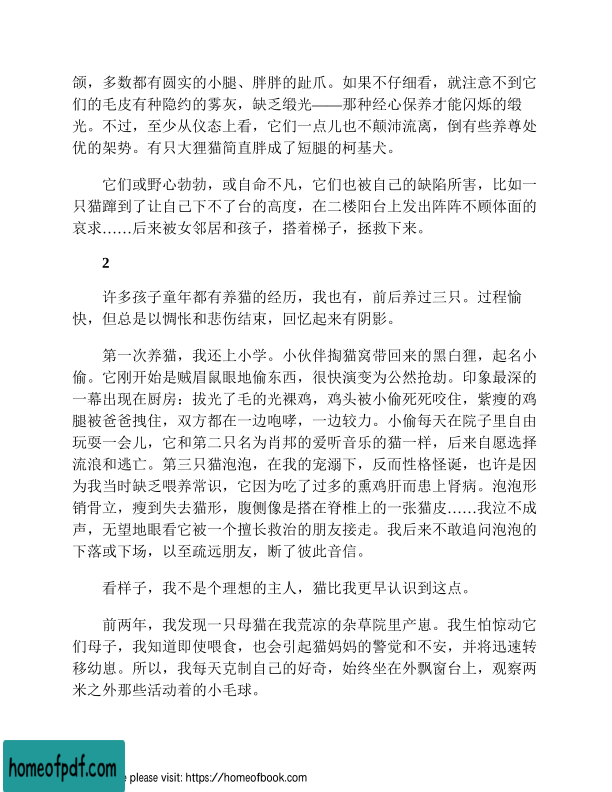 颌，多数都有圆实的小腿、胖胖的趾爪。如果不仔细看，就注意不到它
们的毛皮有种隐约的雾灰，缺乏缎光——那种经心保养才能闪烁的缎
光。不过，至少从仪态上看，它们一点儿也不颠沛流离，倒有些养尊处
优的架势。有只大狸猫简直胖成了短腿的柯基犬。
它们或野心勃勃，或自命不凡，它们也被自己的缺陷所害，比如一
只猫蹿到了让自己下不了台的高度，在二楼阳台上发出阵阵不顾体面的
哀求……后来被女邻居和孩子，搭着梯子，拯救下来。
2
许多孩子童年都有养猫的经历，我也有，前后养过三只。过程愉
快，但总是以惆怅和悲伤结束，回忆起来有阴影。
第一次养猫，我还上小学。小伙伴掏猫窝带回来的黑白狸，起名小
偷。它刚开始是贼眉鼠眼地偷东西，很快演变为公然抢劫。印象最深的
一幕出现在厨房：拔光了毛的光裸鸡，鸡头被小偷死死咬住，紫瘦的鸡
腿被爸爸拽住，双方都在一边咆哮，一边较力。小偷每天在院子里自由
玩耍一会儿，它和第二只名为肖邦的爱听音乐的猫一样，后来自愿选择
流浪和逃亡。第三只猫泡泡，在我的宠溺下，反而性格怪诞，也许是因
为我当时缺乏喂养常识，它因为吃了过多的熏鸡肝而患上肾病。泡泡形
销骨立，瘦到失去猫形，腹侧像是搭在脊椎上的一张猫皮……我泣不成
声，无望地眼看它被一个擅长救治的朋友接走。我后来不敢追问泡泡的
下落或下场，以至疏远朋友，断了彼此音信。
看样子，我不是个理想的主人，猫比我更早认识到这点。
前两年，我发现一只母猫在我荒凉的杂草院里产崽。我生怕惊动它
们母子，我知道即使喂食，也会引起猫妈妈的警觉和不安，并将迅速转
移幼崽。所以，我每天克制自己的好奇，始终坐在外飘窗台上，观察两
米之外那些活动着的小毛球。
homeofpdf.com
please visit: https://homeofbook.com